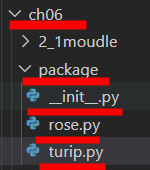 ch06
2_1moudle
package
__init__.py
rose.py
turip.py